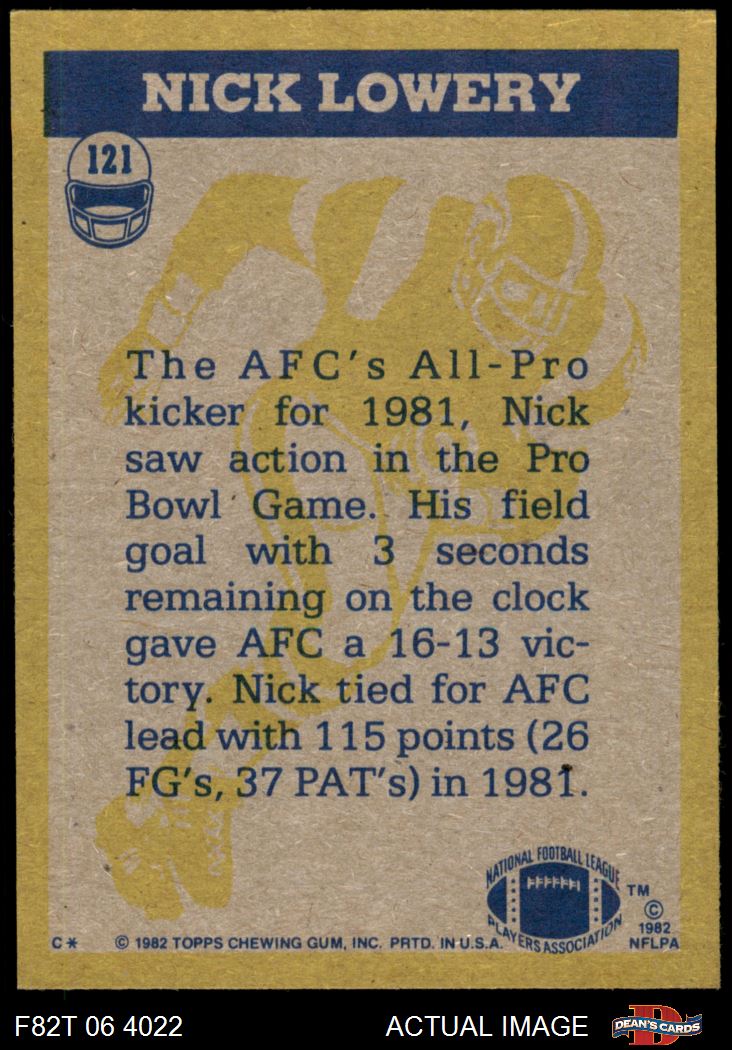 NICK LOWERY
121
The AFC's All-Pro
kicker for 1981, Nick
saw action in the Pro
Bowl Game. His field
goal with 3 seconds
remaining on the clock
gave AFC a 16-13 vic-
tory. Nick tied for AFC
lead with 115 points (26
FG's, 37 PAT's) in 1981.
NATIONAL FOOTBALL LEAGUE
PLAYERS ASSOCIATION
TM
©
1982
NFLPA
C* © 1982 TOPPS CHEWING GUM, INC. PRTD. IN U.S.A.
F82T 06 4022 ACTUAL IMAGE
D
DEAN'S CARDS